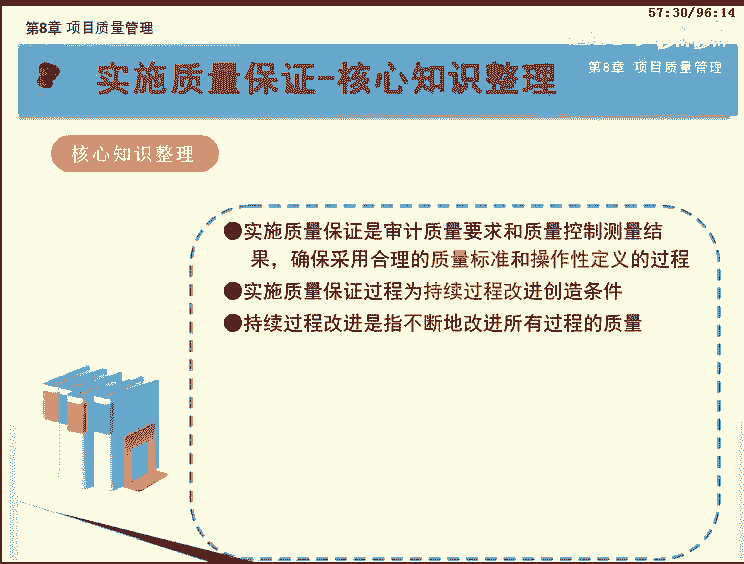 57:30/96:14
第8章 项目质量管理
实施质量保证-核心知识整理
第8章 项目质量管理
核心知识整理
●实施质量保证是审计质量要求和质量控制测量结
果，确保采用合理的质量标准和操作性定义的过程
●实施质量保证过程为持续过程改进创造条件
●持续过程改进是指不断地改进所有过程的质量